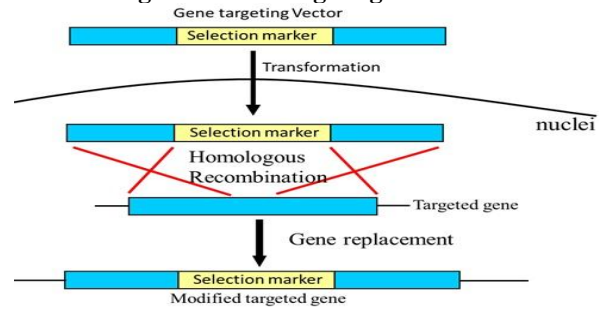 Gene targeting Vector
Selection marker
Transformation
nuclei
Selection marker
Homologous
Recombination
Targeted gene
Gene replacement
Selection marker
Modified targeted gene